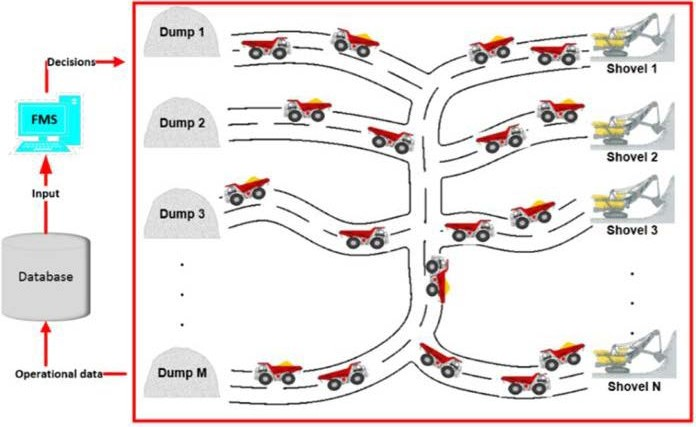 Dump 1
Shovel 1
Decisions
FMS
Dump 2
Shovel 2
Input
Dump 3
Shovel 3
Database
Operational data
Dump M
Shovel N